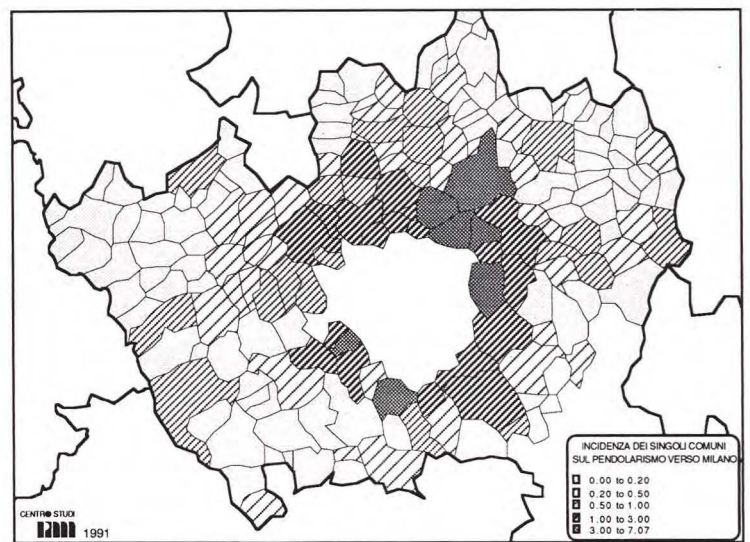 INCIDENZA DEI SINGOLI COMUNI
SUL PENDOLARISMO VERSO MILANO
0.00 to 0.20
0.20 to 0.50
0.50 to 1.00
1.00 to 3.00
3.00 to 7.07
CENTRO STUDI
1991